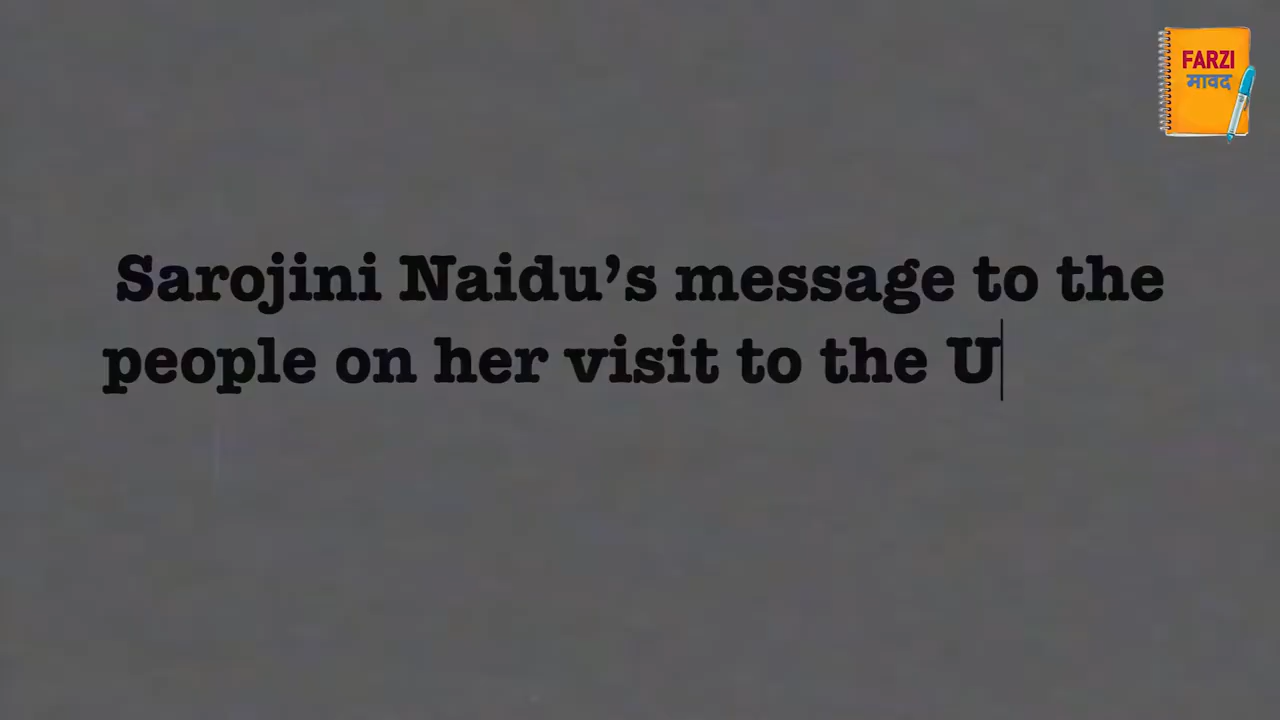 FARZI
मावद
Sarojini Naidu’s message to the
people on her visit to the U